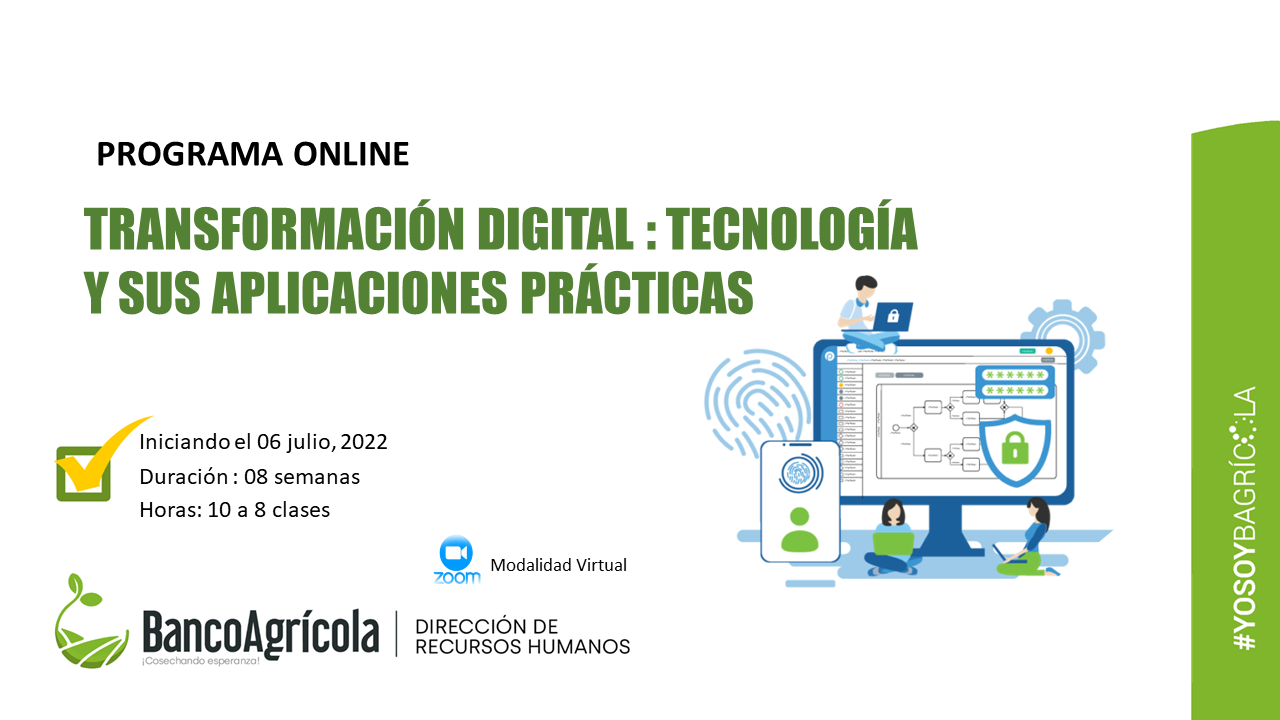 PROGRAMA ONLINE
TRANSFORMACIÓN DIGITAL : TECNOLOGÍA
Y SUS APLICACIONES PRÁCTICAS
Iniciando el 06 julio, 2022
Duración : 08 semanas
Horas: 10 a 8 clases
zoom
Modalidad Virtual
BancoAgrícola
¡Cosechando esperanza!
DIRECCIÓN DE
RECURSOS HUMANOS
#YOSOYBAGRÍCOLA